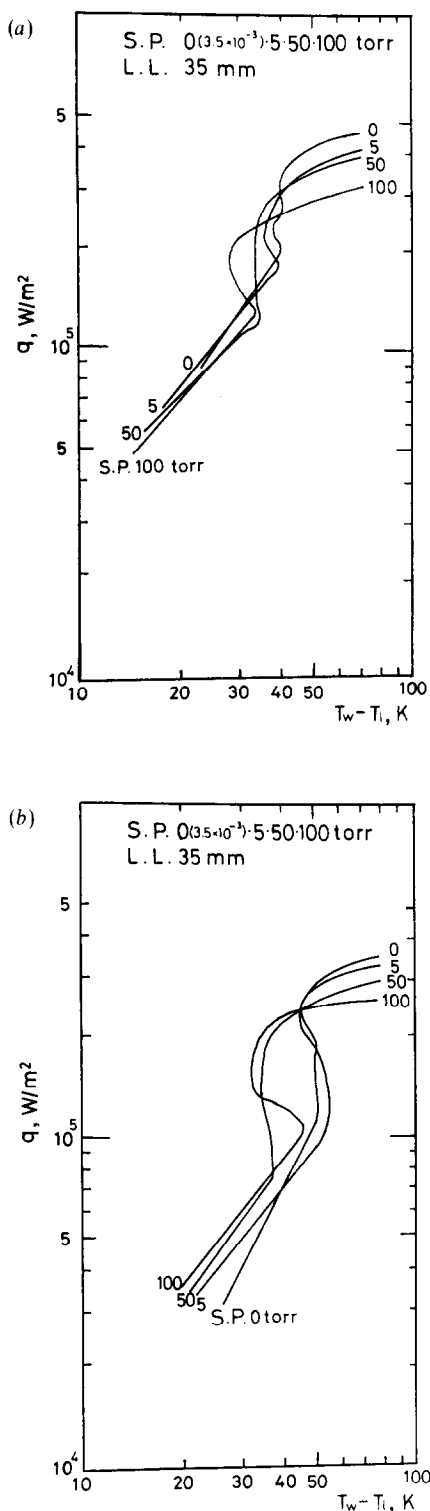 (a)
S.P. 0(3.5×10⁻³)·5·50·100 torr
L.L. 35 mm
5
0
5
50
100
q, W/m²
10⁵
0
5
50
5
S.P. 100 torr
10⁴
10 20 30 40 50 100
Tw-Tl, K
(b)
S.P. 0(3.5×10⁻³)·5·50·100 torr
L.L. 35 mm
5
0
5
50
100
q, W/m²
10⁵
5
100
50
5
S.P. 0 torr
10⁴
10 20 30 40 50 100
Tw-Tl, K